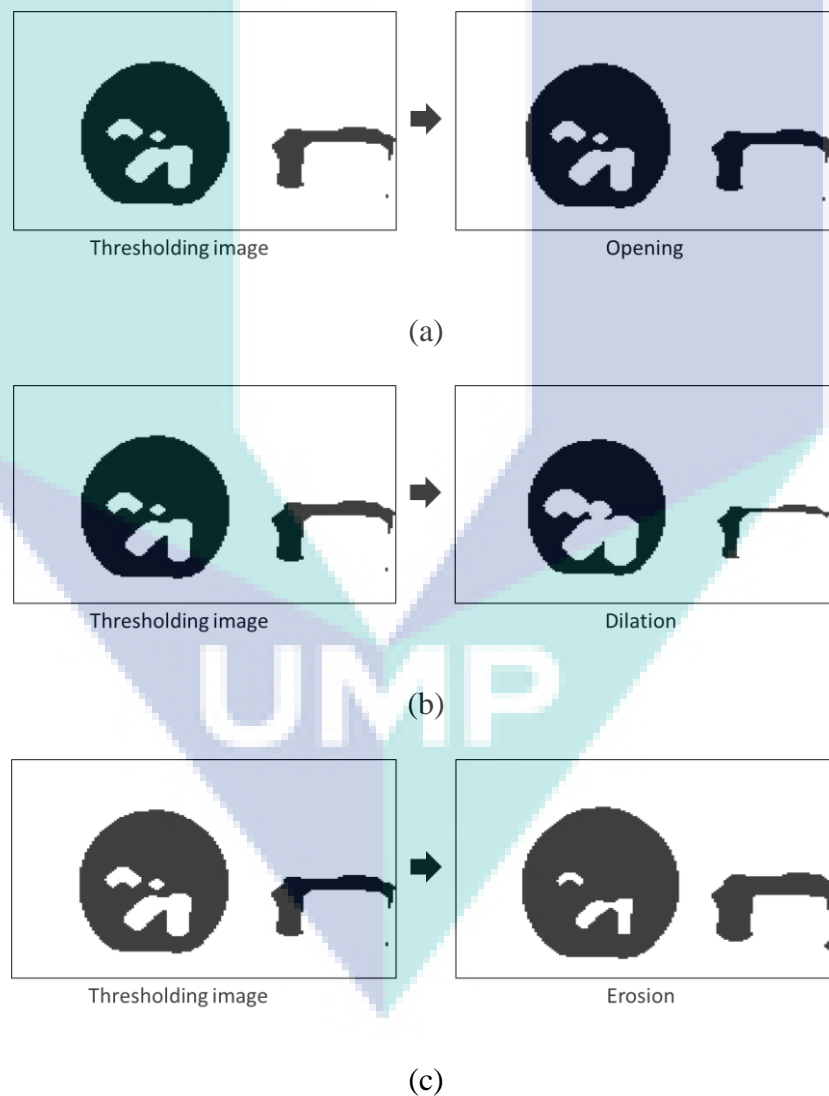 Thresholding image
Opening
(a)
Thresholding image
Dilation
UMP
(b)
Thresholding image
Erosion
(c)